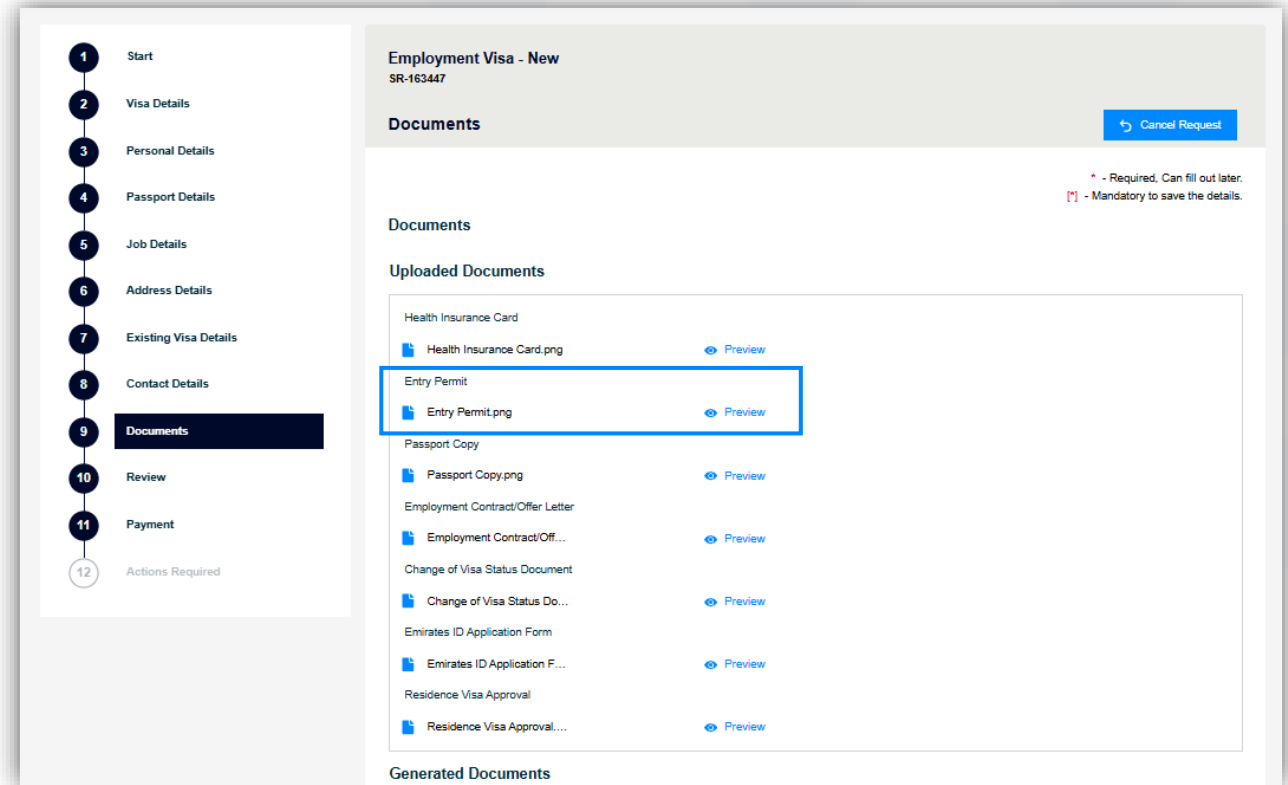 1 Start
2 Visa Details
3 Personal Details
4 Passport Details
5 Job Details
6 Address Details
7 Existing Visa Details
8 Contact Details
9 Documents
10 Review
11 Payment
12 Actions Required
Employment Visa - New
SR-163447
Documents
Cancel Request
* - Required, Can fill out later.
[*] - Mandatory to save the details.
Documents
Uploaded Documents
Health Insurance Card
Health Insurance Card.png Preview
Entry Permit
Entry Permit.png Preview
Passport Copy
Passport Copy.png Preview
Employment Contract/Offer Letter
Employment Contract/Off... Preview
Change of Visa Status Document
Change of Visa Status Do... Preview
Emirates ID Application Form
Emirates ID Application F... Preview
Residence Visa Approval
Residence Visa Approval.... Preview
Generated Documents